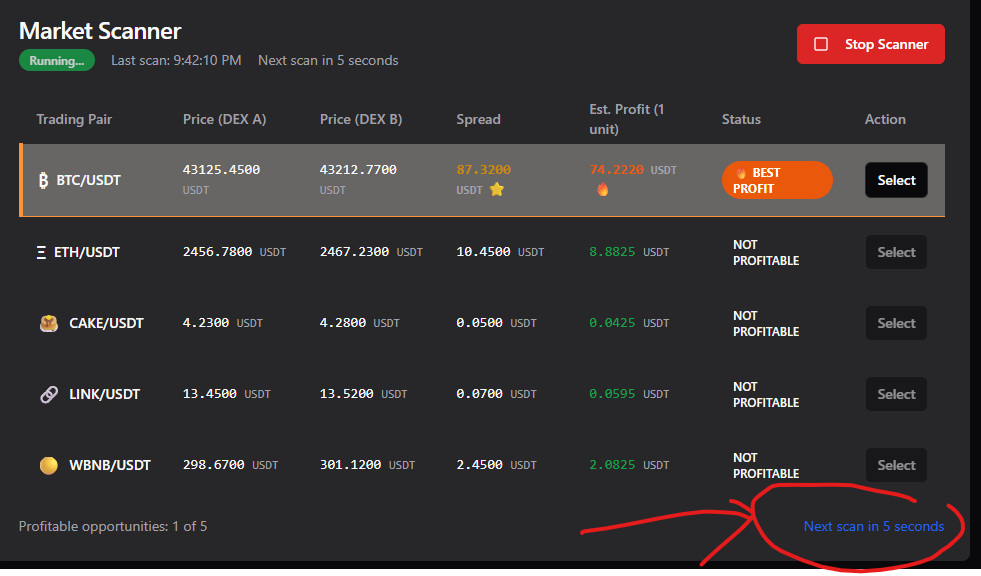 Market Scanner
Stop Scanner
Running... Last scan: 9:42:10 PM Next scan in 5 seconds
Trading Pair Price (DEX A) Price (DEX B) Spread Est. Profit (1 unit) Status Action
BTC/USDT 43125.4500 USDT 43212.7700 USDT 87.3200 USDT 74.2220 USDT BEST PROFIT Select
ETH/USDT 2456.7800 USDT 2467.2300 USDT 10.4500 USDT 8.8825 USDT NOT PROFITABLE Select
CAKE/USDT 4.2300 USDT 4.2800 USDT 0.0500 USDT 0.0425 USDT NOT PROFITABLE Select
LINK/USDT 13.4500 USDT 13.5200 USDT 0.0700 USDT 0.0595 USDT NOT PROFITABLE Select
WBNB/USDT 298.6700 USDT 301.1200 USDT 2.4500 USDT 2.0825 USDT NOT PROFITABLE Select
Profitable opportunities: 1 of 5 Next scan in 5 seconds